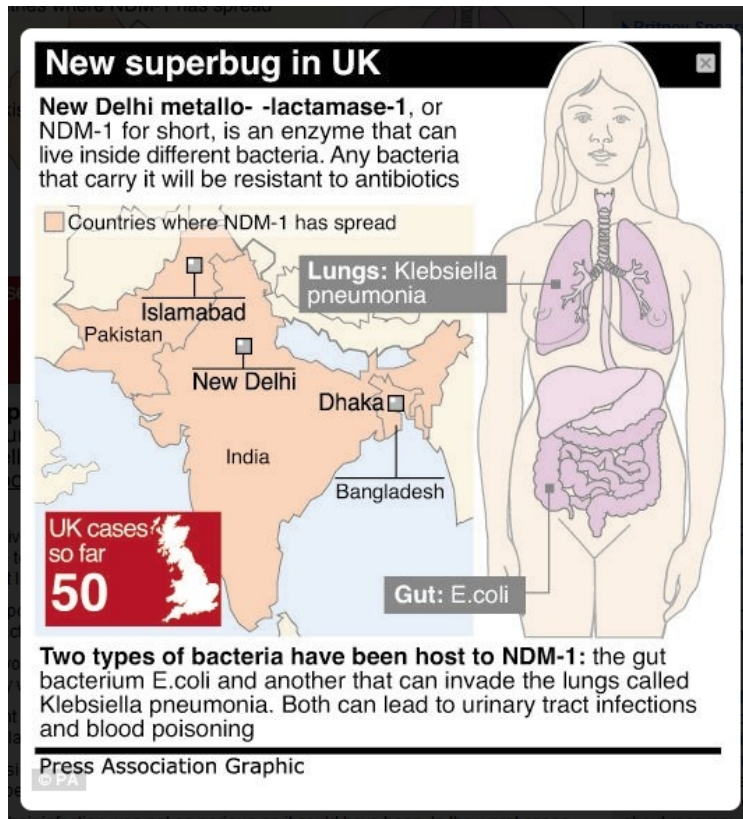 New superbug in UK
New Delhi metallo- -lactamase-1, or
NDM-1 for short, is an enzyme that can
live inside different bacteria. Any bacteria
that carry it will be resistant to antibiotics
Countries where NDM-1 has spread
Lungs: Klebsiella
pneumonia
Islamabad
Pakistan
New Delhi
Dhaka
India
Bangladesh
UK cases
so far
50
Gut: E.coli
Two types of bacteria have been host to NDM-1: the gut
bacterium E.coli and another that can invade the lungs called
Klebsiella pneumonia. Both can lead to urinary tract infections
and blood poisoning
Press Association Graphic
© PA